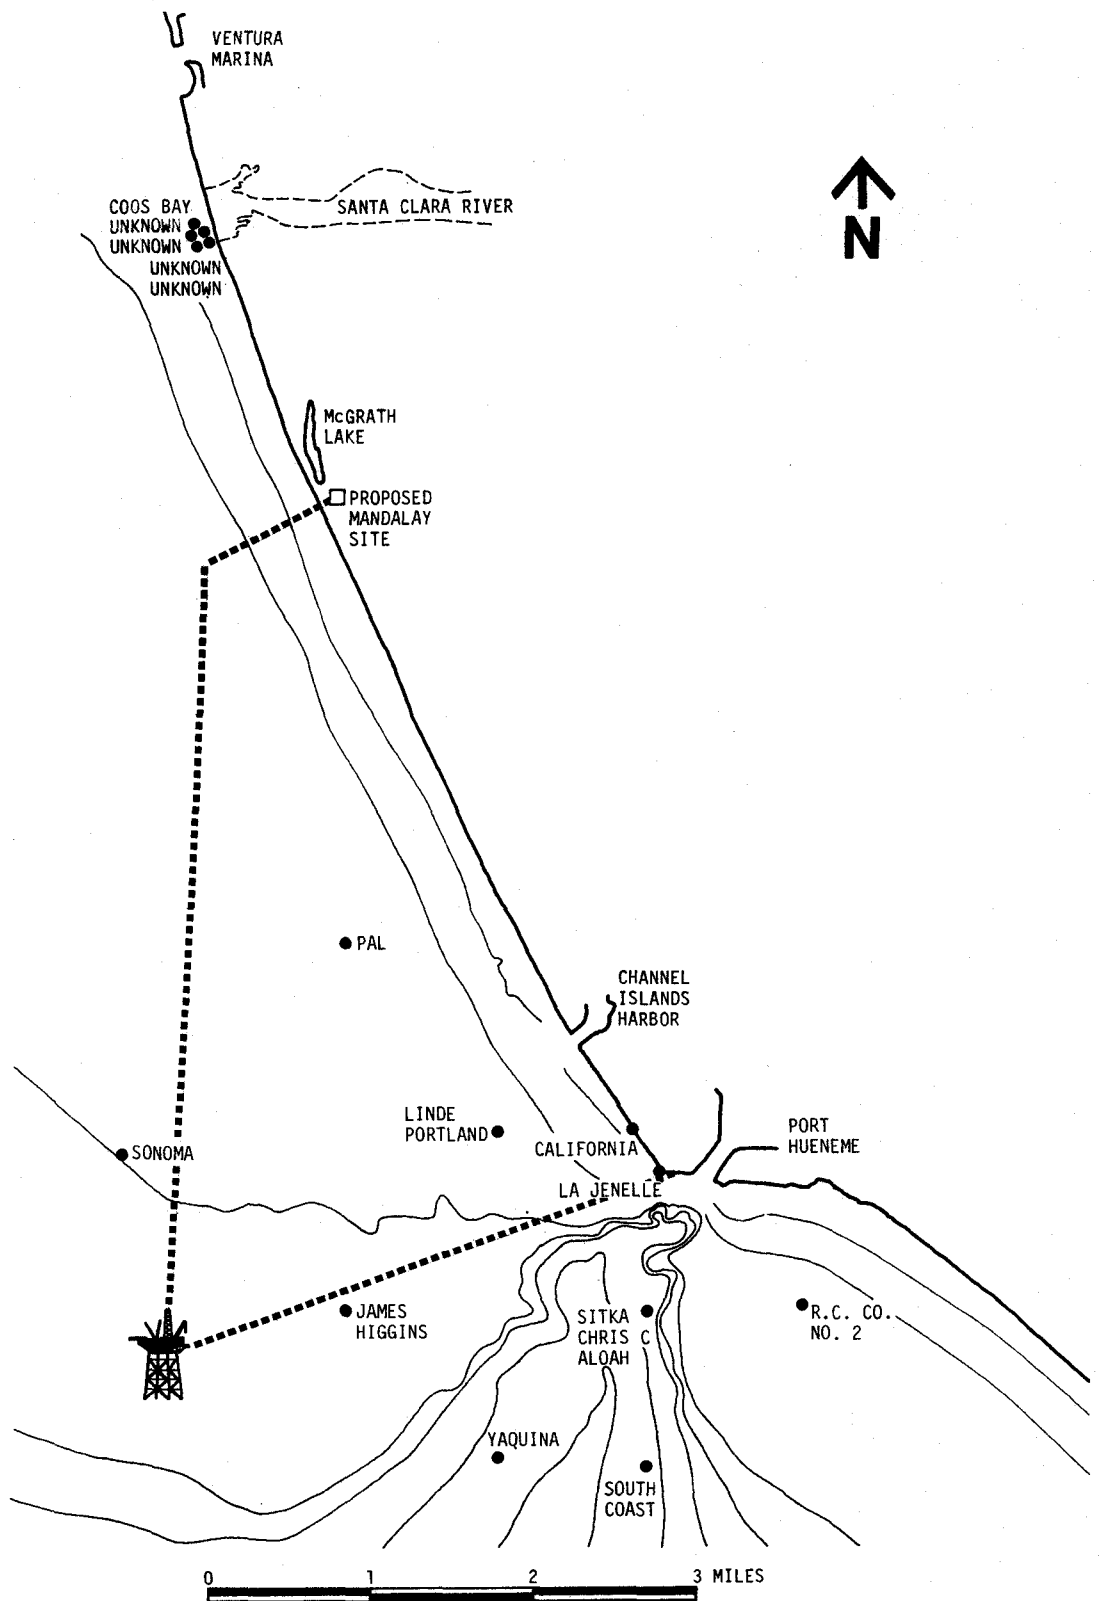 VENTURA
MARINA
COOS BAY
UNKNOWN
UNKNOWN
UNKNOWN
UNKNOWN
SANTA CLARA RIVER
N
McGRATH
LAKE
PROPOSED
MANDALAY
SITE
PAL
CHANNEL
ISLANDS
HARBOR
LINDE
PORTLAND
CALIFORNIA
PORT
HUENEME
SONOMA
LA JENELLE
JAMES
HIGGINS
SITKA
CHRIS C
ALOAH
R.C. CO.
NO. 2
YAQUINA
SOUTH
COAST
0 1 2 3 MILES